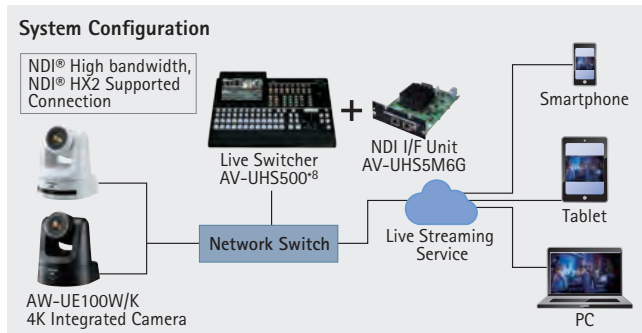 System Configuration
NDI® High bandwidth,
NDI® HX2 Supported
Connection
Live Switcher
AV-UHS500*8
+
NDI I/F Unit
AV-UHS5M6G
Smartphone
Tablet
PC
Network Switch
Live Streaming
Service
AW-UE100W/K
4K Integrated Camera